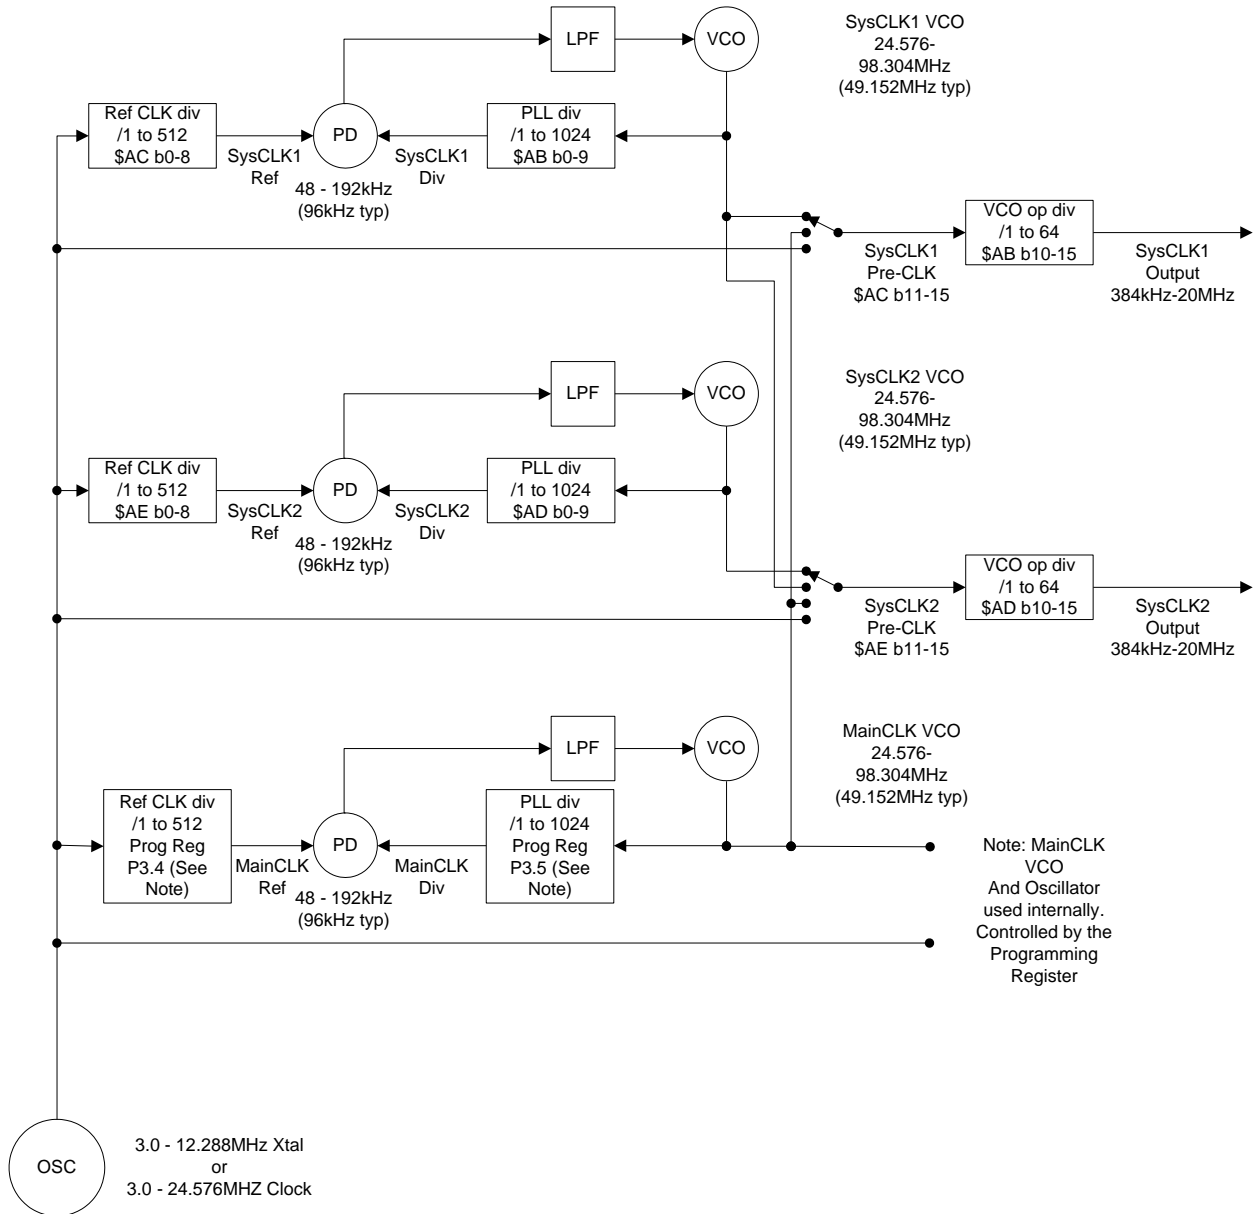 LPF
VCO
SysCLK1 VCO
24.576-
98.304MHz
(49.152MHz typ)
Ref CLK div
/1 to 512
$AC b0-8
SysCLK1
Ref
PD
48 - 192kHz
(96kHz typ)
SysCLK1
Div
PLL div
/1 to 1024
$AB b0-9
SysCLK1
Pre-CLK
$AC b11-15
VCO op div
/1 to 64
$AB b10-15
SysCLK1
Output
384kHz-20MHz
LPF
VCO
SysCLK2 VCO
24.576-
98.304MHz
(49.152MHz typ)
Ref CLK div
/1 to 512
$AE b0-8
SysCLK2
Ref
PD
48 - 192kHz
(96kHz typ)
SysCLK2
Div
PLL div
/1 to 1024
$AD b0-9
SysCLK2
Pre-CLK
$AE b11-15
VCO op div
/1 to 64
$AD b10-15
SysCLK2
Output
384kHz-20MHz
LPF
VCO
MainCLK VCO
24.576-
98.304MHz
(49.152MHz typ)
Ref CLK div
/1 to 512
Prog Reg
P3.4 (See
Note)
MainCLK
Ref
PD
48 - 192kHz
(96kHz typ)
MainCLK
Div
PLL div
/1 to 1024
Prog Reg
P3.5 (See
Note)
Note: MainCLK
VCO
And Oscillator
used internally.
Controlled by the
Programming
Register
OSC
3.0 - 12.288MHz Xtal
or
3.0 - 24.576MHZ Clock